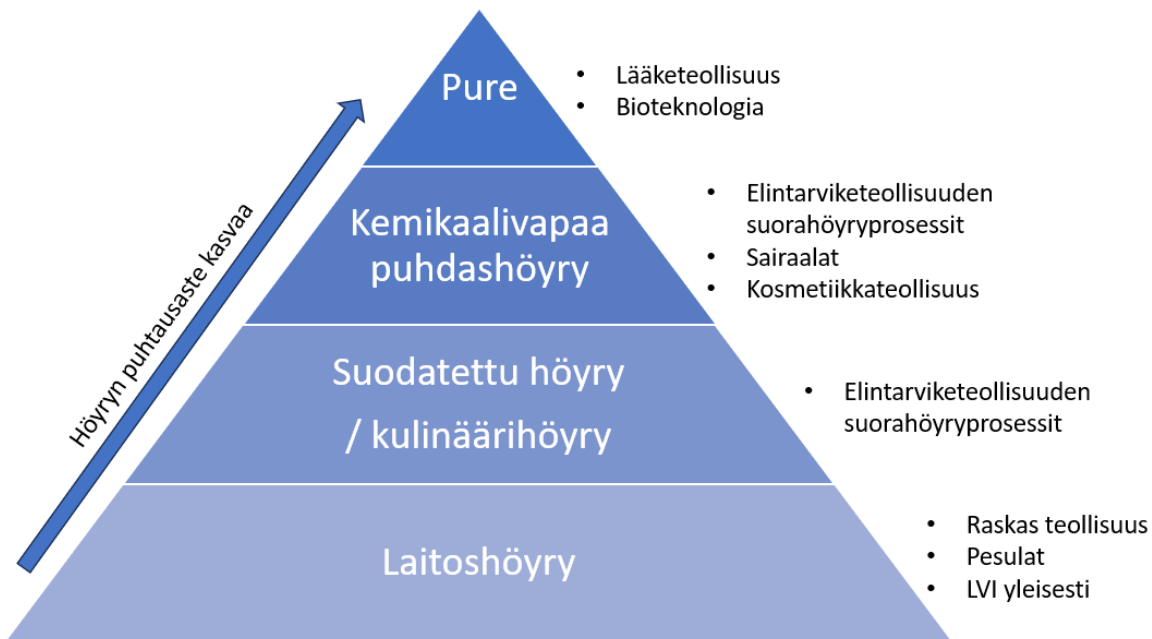 Pure
• Lääketeollisuus
• Bioteknologia
Höyryn puhtausaste kasvaa
Kemikaalivapaa
puhdashöyry
• Elintarviketeollisuuden
suorahöyryprosessit
• Sairaalat
• Kosmetiikkateollisuus
Suodatettu höyry
/ kulinäärihöyry
• Elintarviketeollisuuden
suorahöyryprosessit
Laitoshöyry
• Raskas teollisuus
• Pesulat
• LVI yleisesti